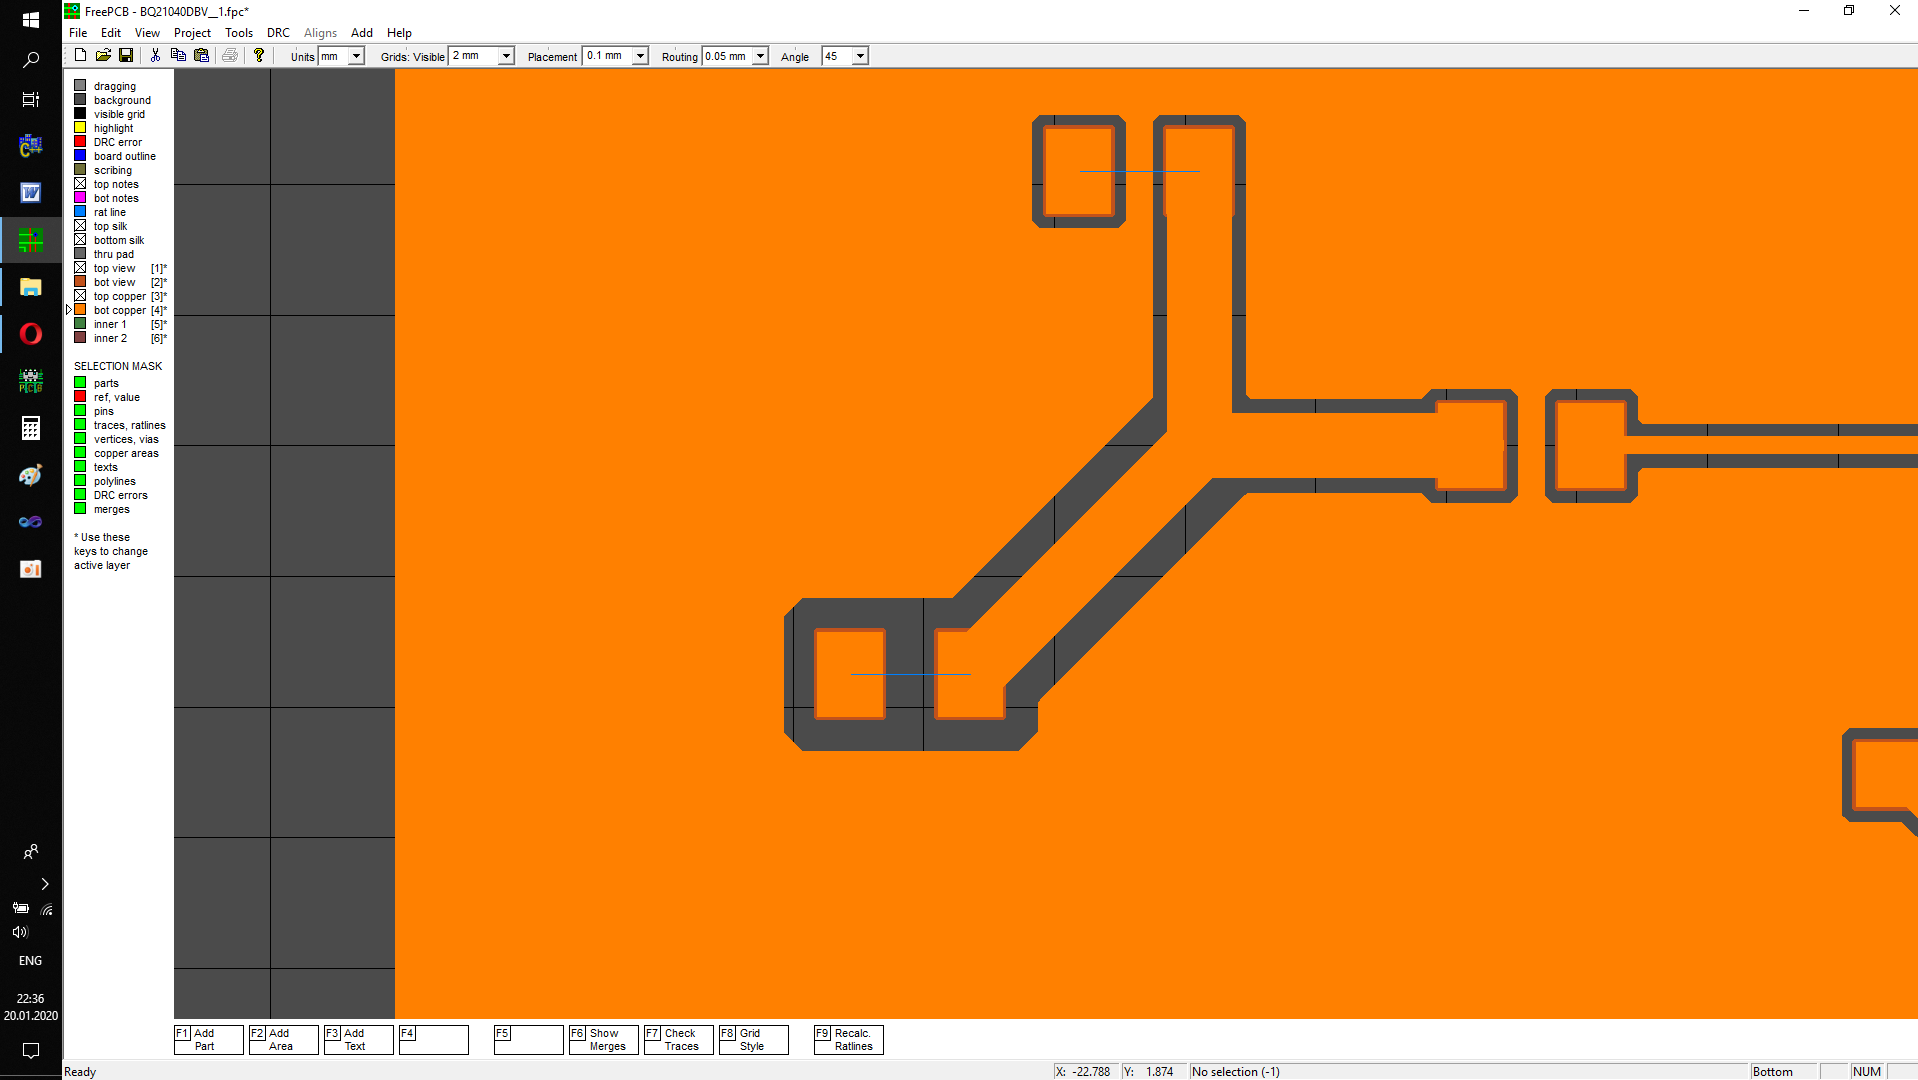 FreePCB - BQ21040DBV__1.fpc*
File Edit View Project Tools DRC Aligns Add Help
Units mm Grids: Visible 2 mm Placement 0.1 mm Routing 0.05 mm Angle 45
dragging
background
visible grid
highlight
DRC error
board outline
scribing
top notes
bot notes
rat line
top silk
bottom silk
thru pad
top view [1]*
bot view [2]*
top copper [3]*
bot copper [4]*
inner 1 [5]*
inner 2 [6]*
SELECTION MASK
parts
ref, value
pins
traces, ratlines
vertices, vias
copper areas
texts
polylines
DRC errors
merges
* Use these
keys to change
active layer
ENG
22:36
20.01.2020
F1 Add Part
F2 Add Area
F3 Add Text
F4
F5
F6 Show Merges
F7 Check Traces
F8 Grid Style
F9 Recalc. Ratlines
Ready
X: -22.788 Y: 1.874 No selection (-1) Bottom NUM